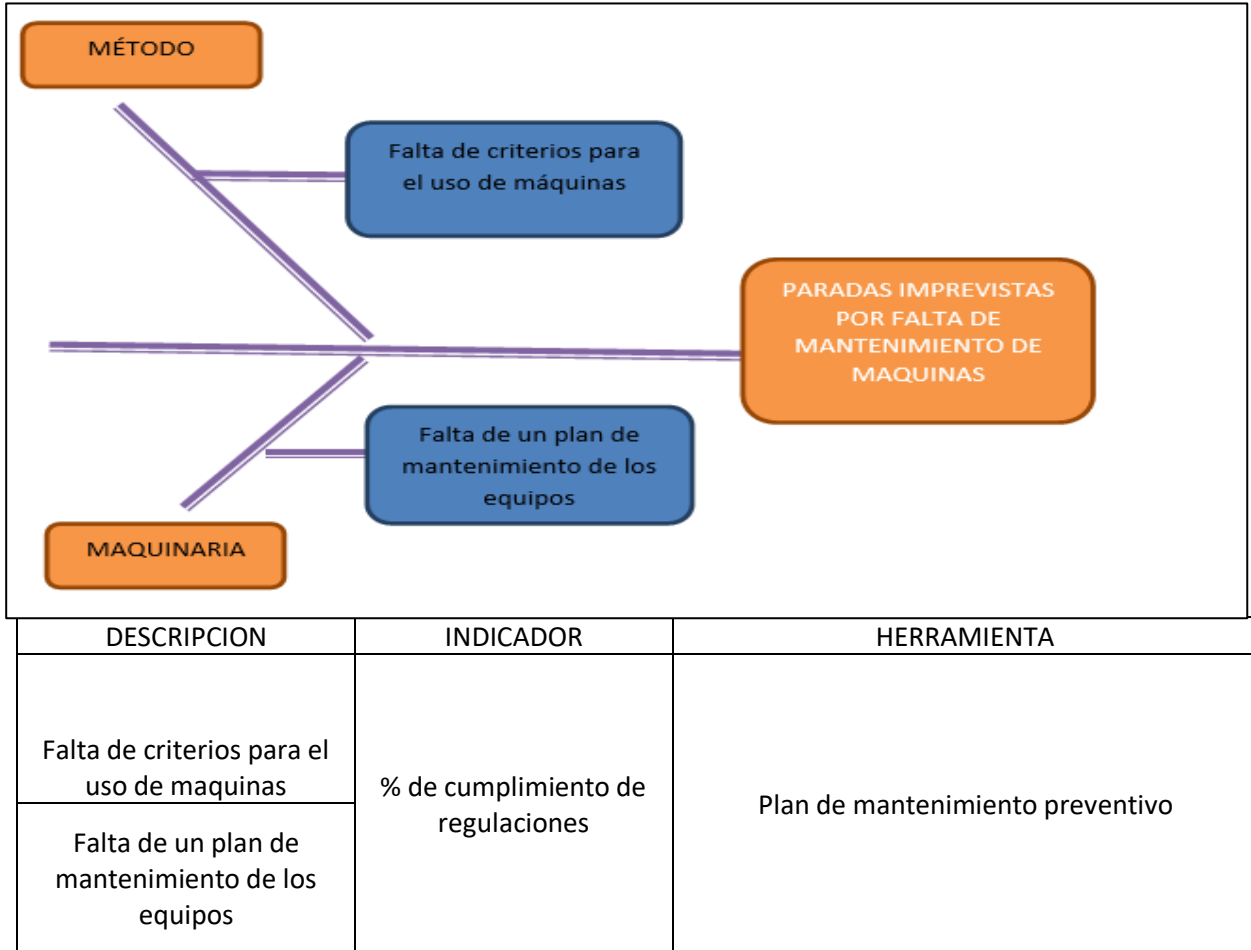 MÉTODO
Falta de criterios para
el uso de máquinas
PARADAS IMPREVISTAS
POR FALTA DE
MANTENIMIENTO DE
MAQUINAS
Falta de un plan de
mantenimiento de los
equipos
MAQUINARIA
DESCRIPCION
INDICADOR
HERRAMIENTA
Falta de criterios para el
uso de maquinas
% de cumplimiento de
regulaciones
Plan de mantenimiento preventivo
Falta de un plan de
mantenimiento de los
equipos